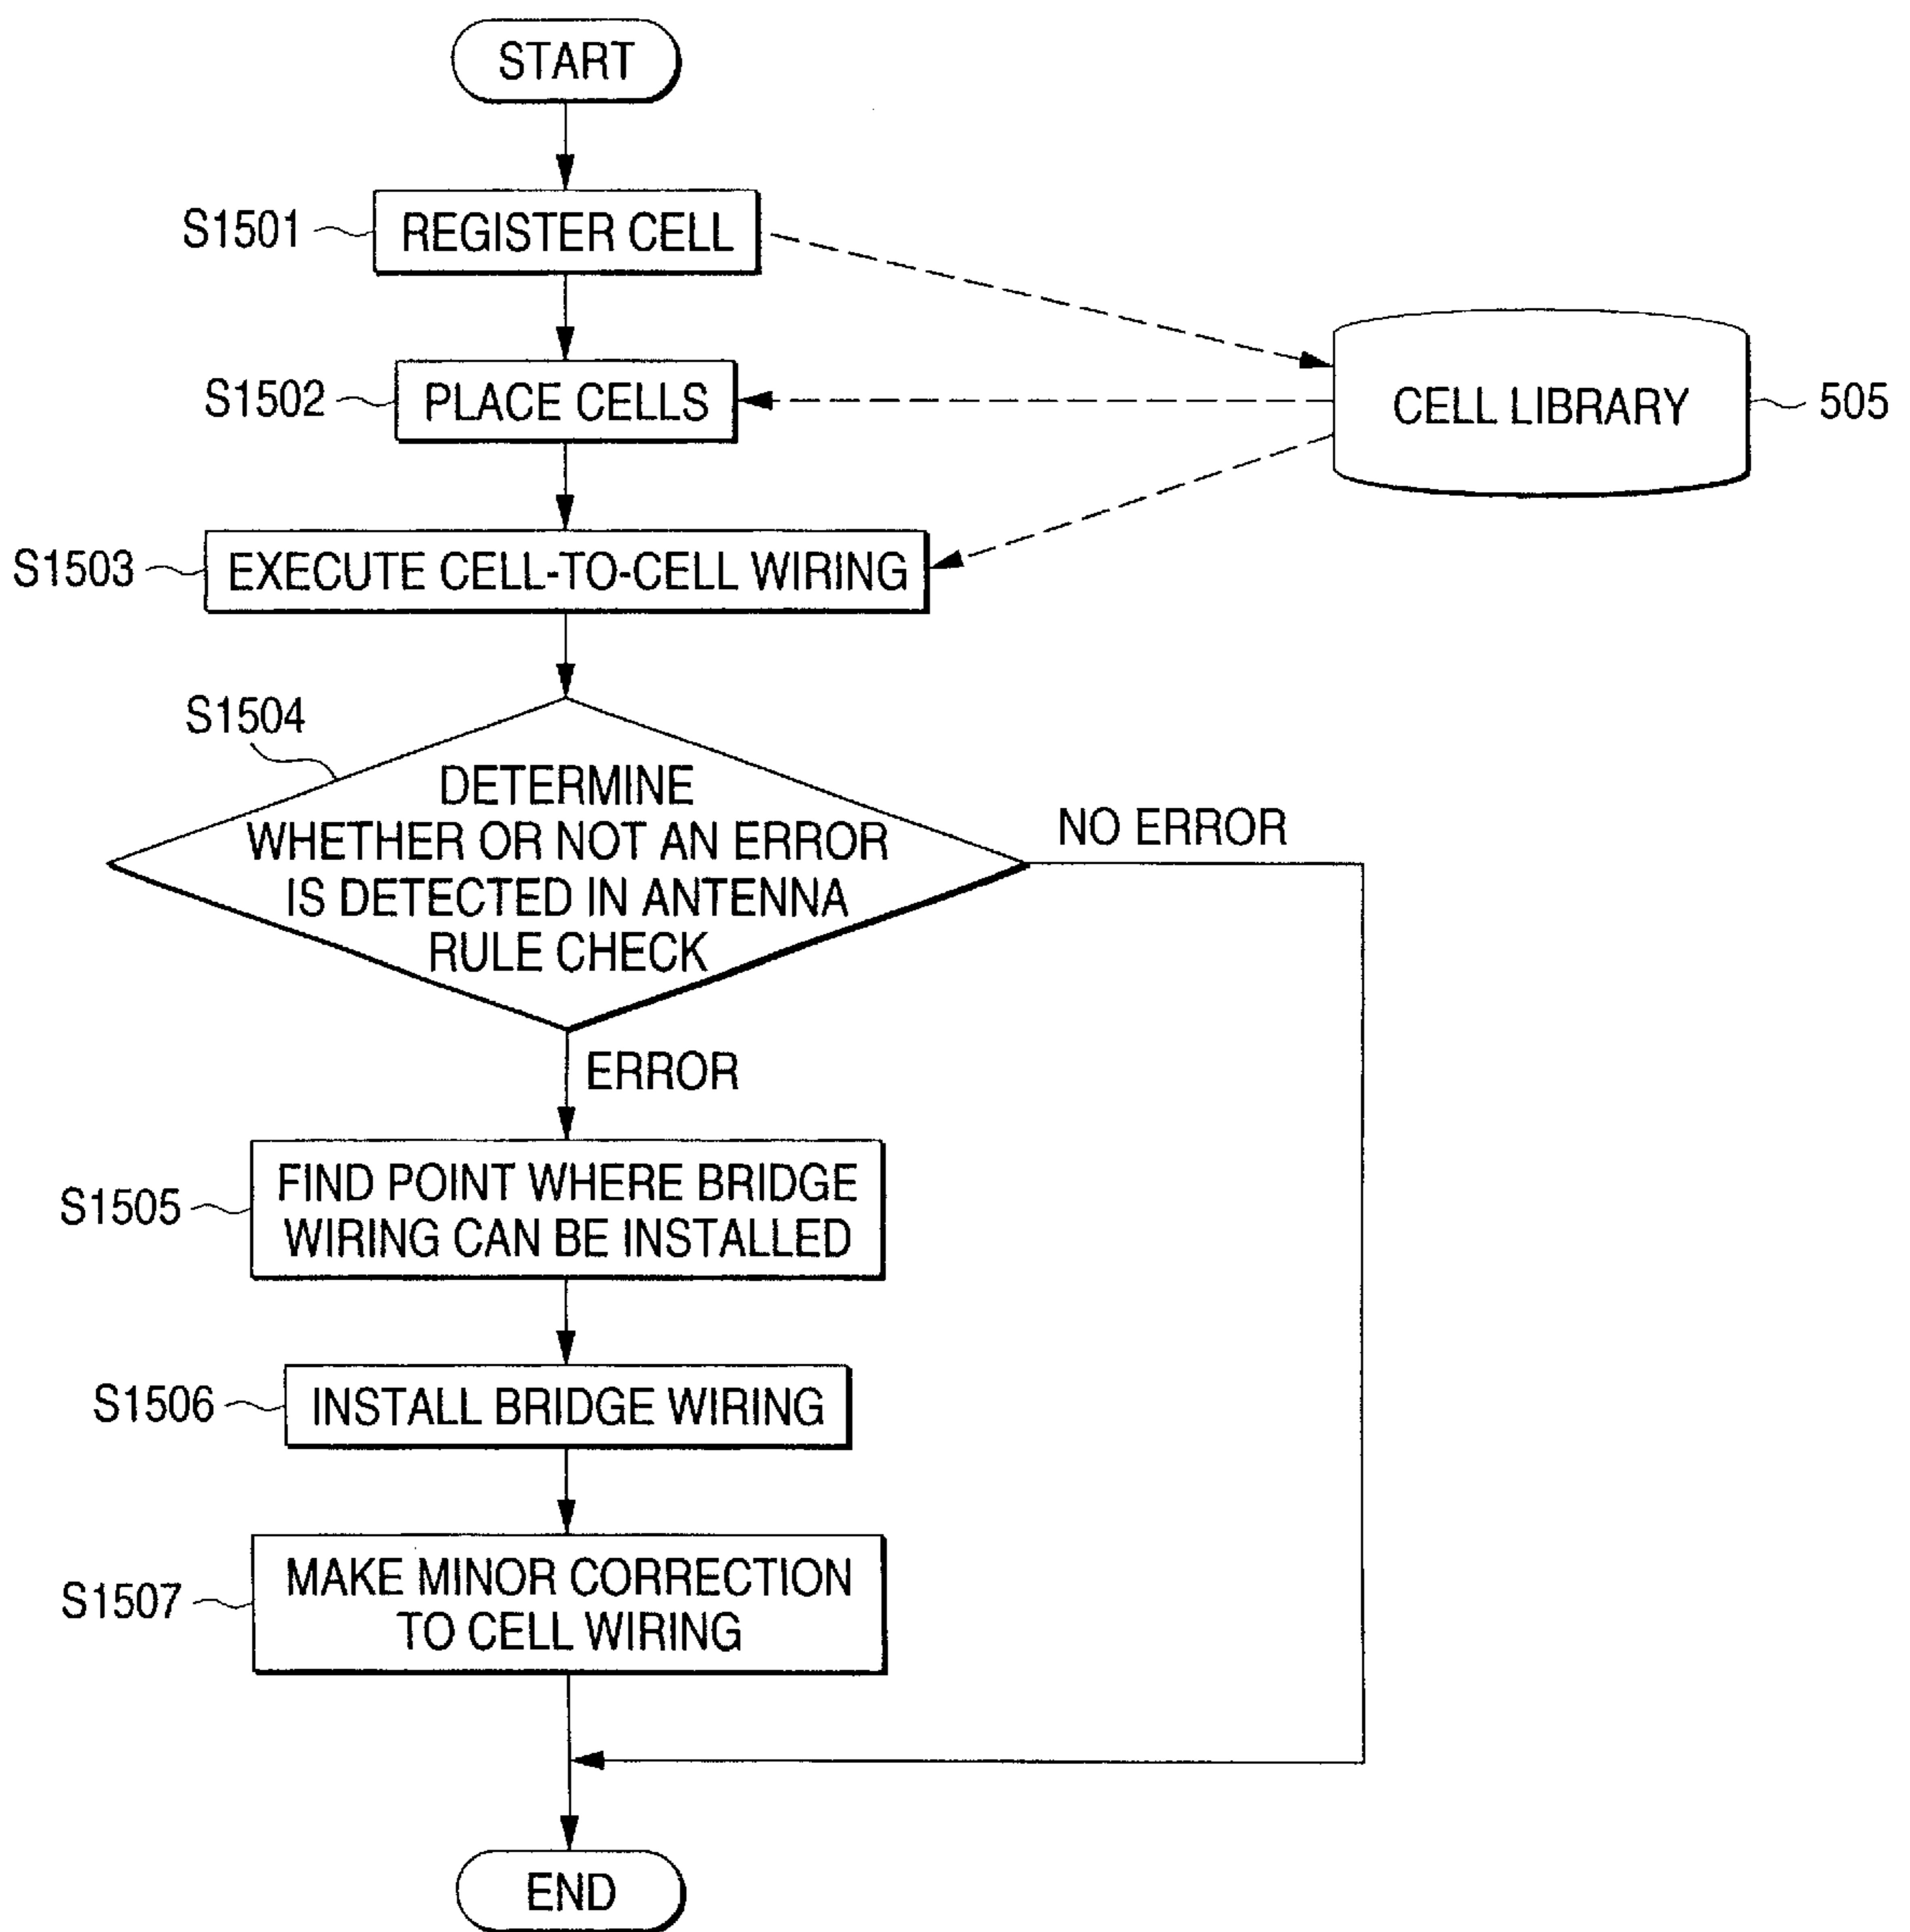 START
S1501
REGISTER CELL
S1502
PLACE CELLS
CELL LIBRARY
505
S1503
EXECUTE CELL-TO-CELL WIRING
S1504
DETERMINE
WHETHER OR NOT AN ERROR
IS DETECTED IN ANTENNA
RULE CHECK
NO ERROR
ERROR
S1505
FIND POINT WHERE BRIDGE
WIRING CAN BE INSTALLED
S1506
INSTALL BRIDGE WIRING
S1507
MAKE MINOR CORRECTION
TO CELL WIRING
END